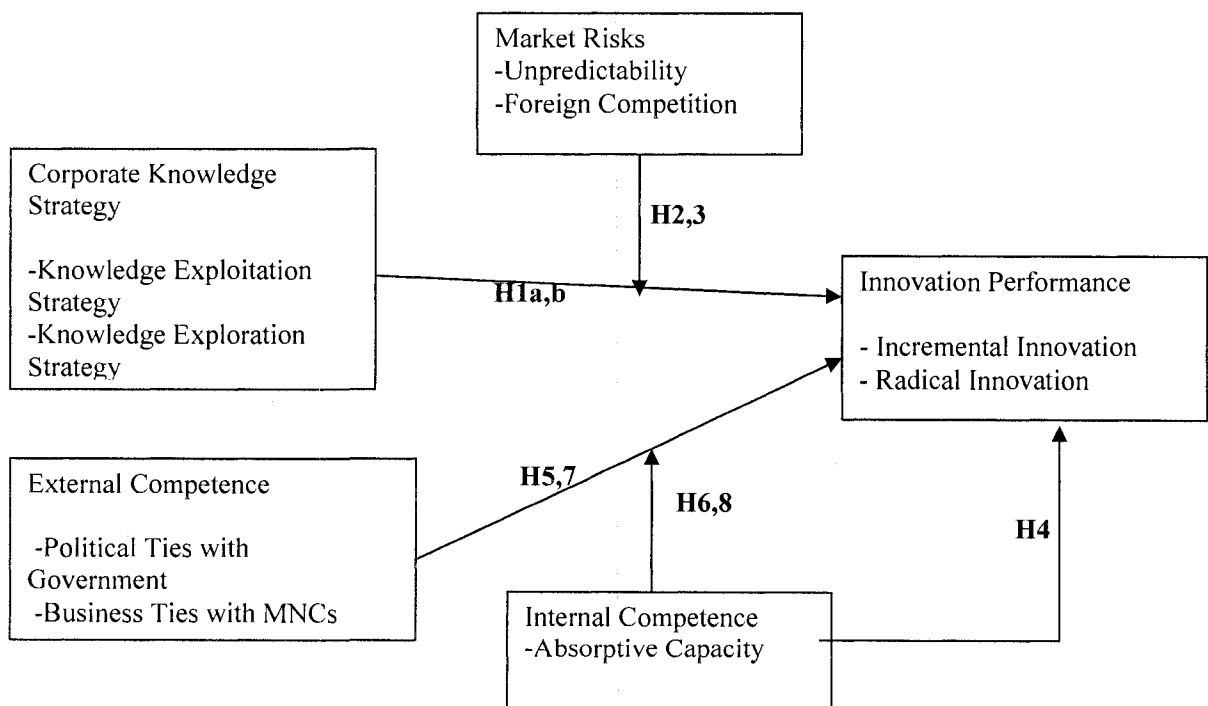 Market Risks
-Unpredictability
-Foreign Competition
Corporate Knowledge
Strategy
-Knowledge Exploitation
Strategy
-Knowledge Exploration
Strategy
H2,3
H1a,b
Innovation Performance
- Incremental Innovation
- Radical Innovation
External Competence
-Political Ties with
Government
-Business Ties with MNCs
H5,7
H6,8
H4
Internal Competence
-Absorptive Capacity